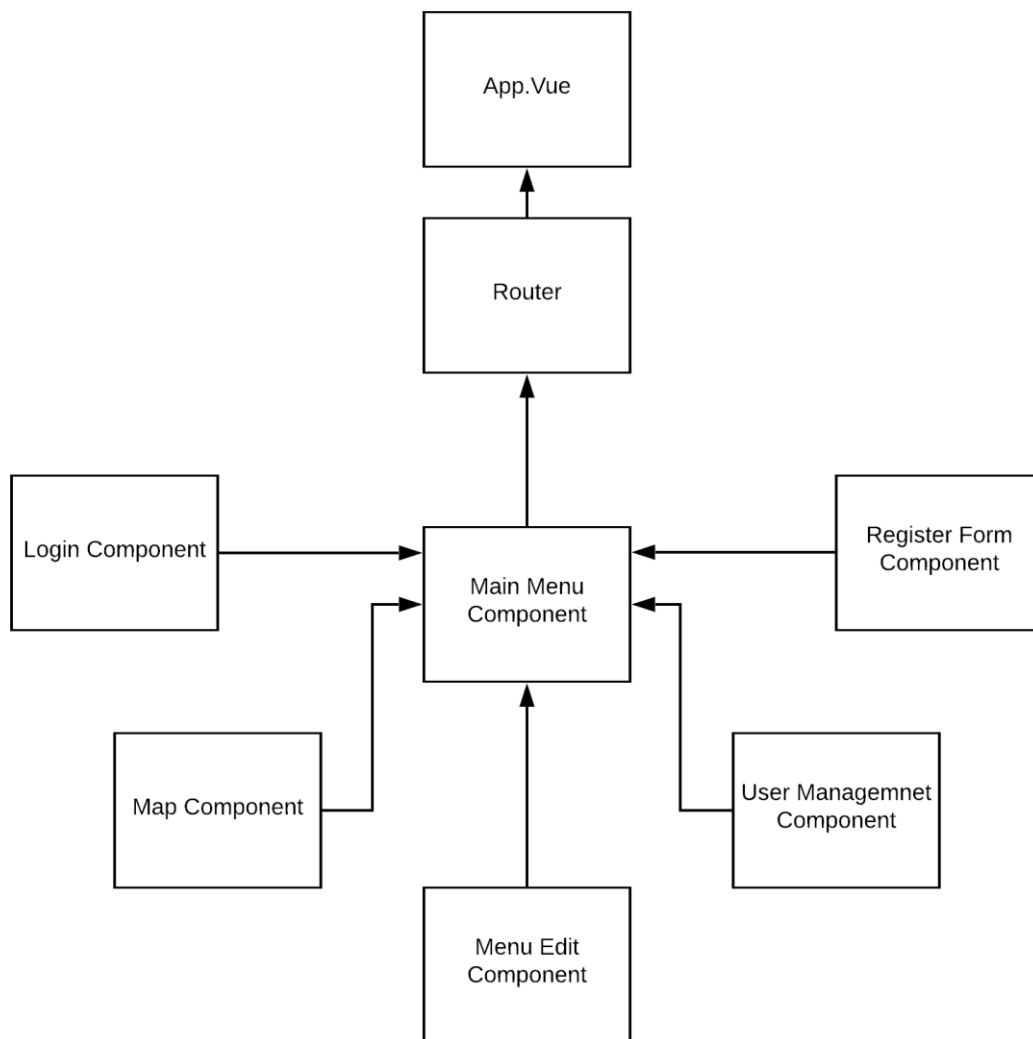 App.Vue
Router
Login Component
Main Menu
Component
Register Form
Component
Map Component
User Managemnet
Component
Menu Edit
Component